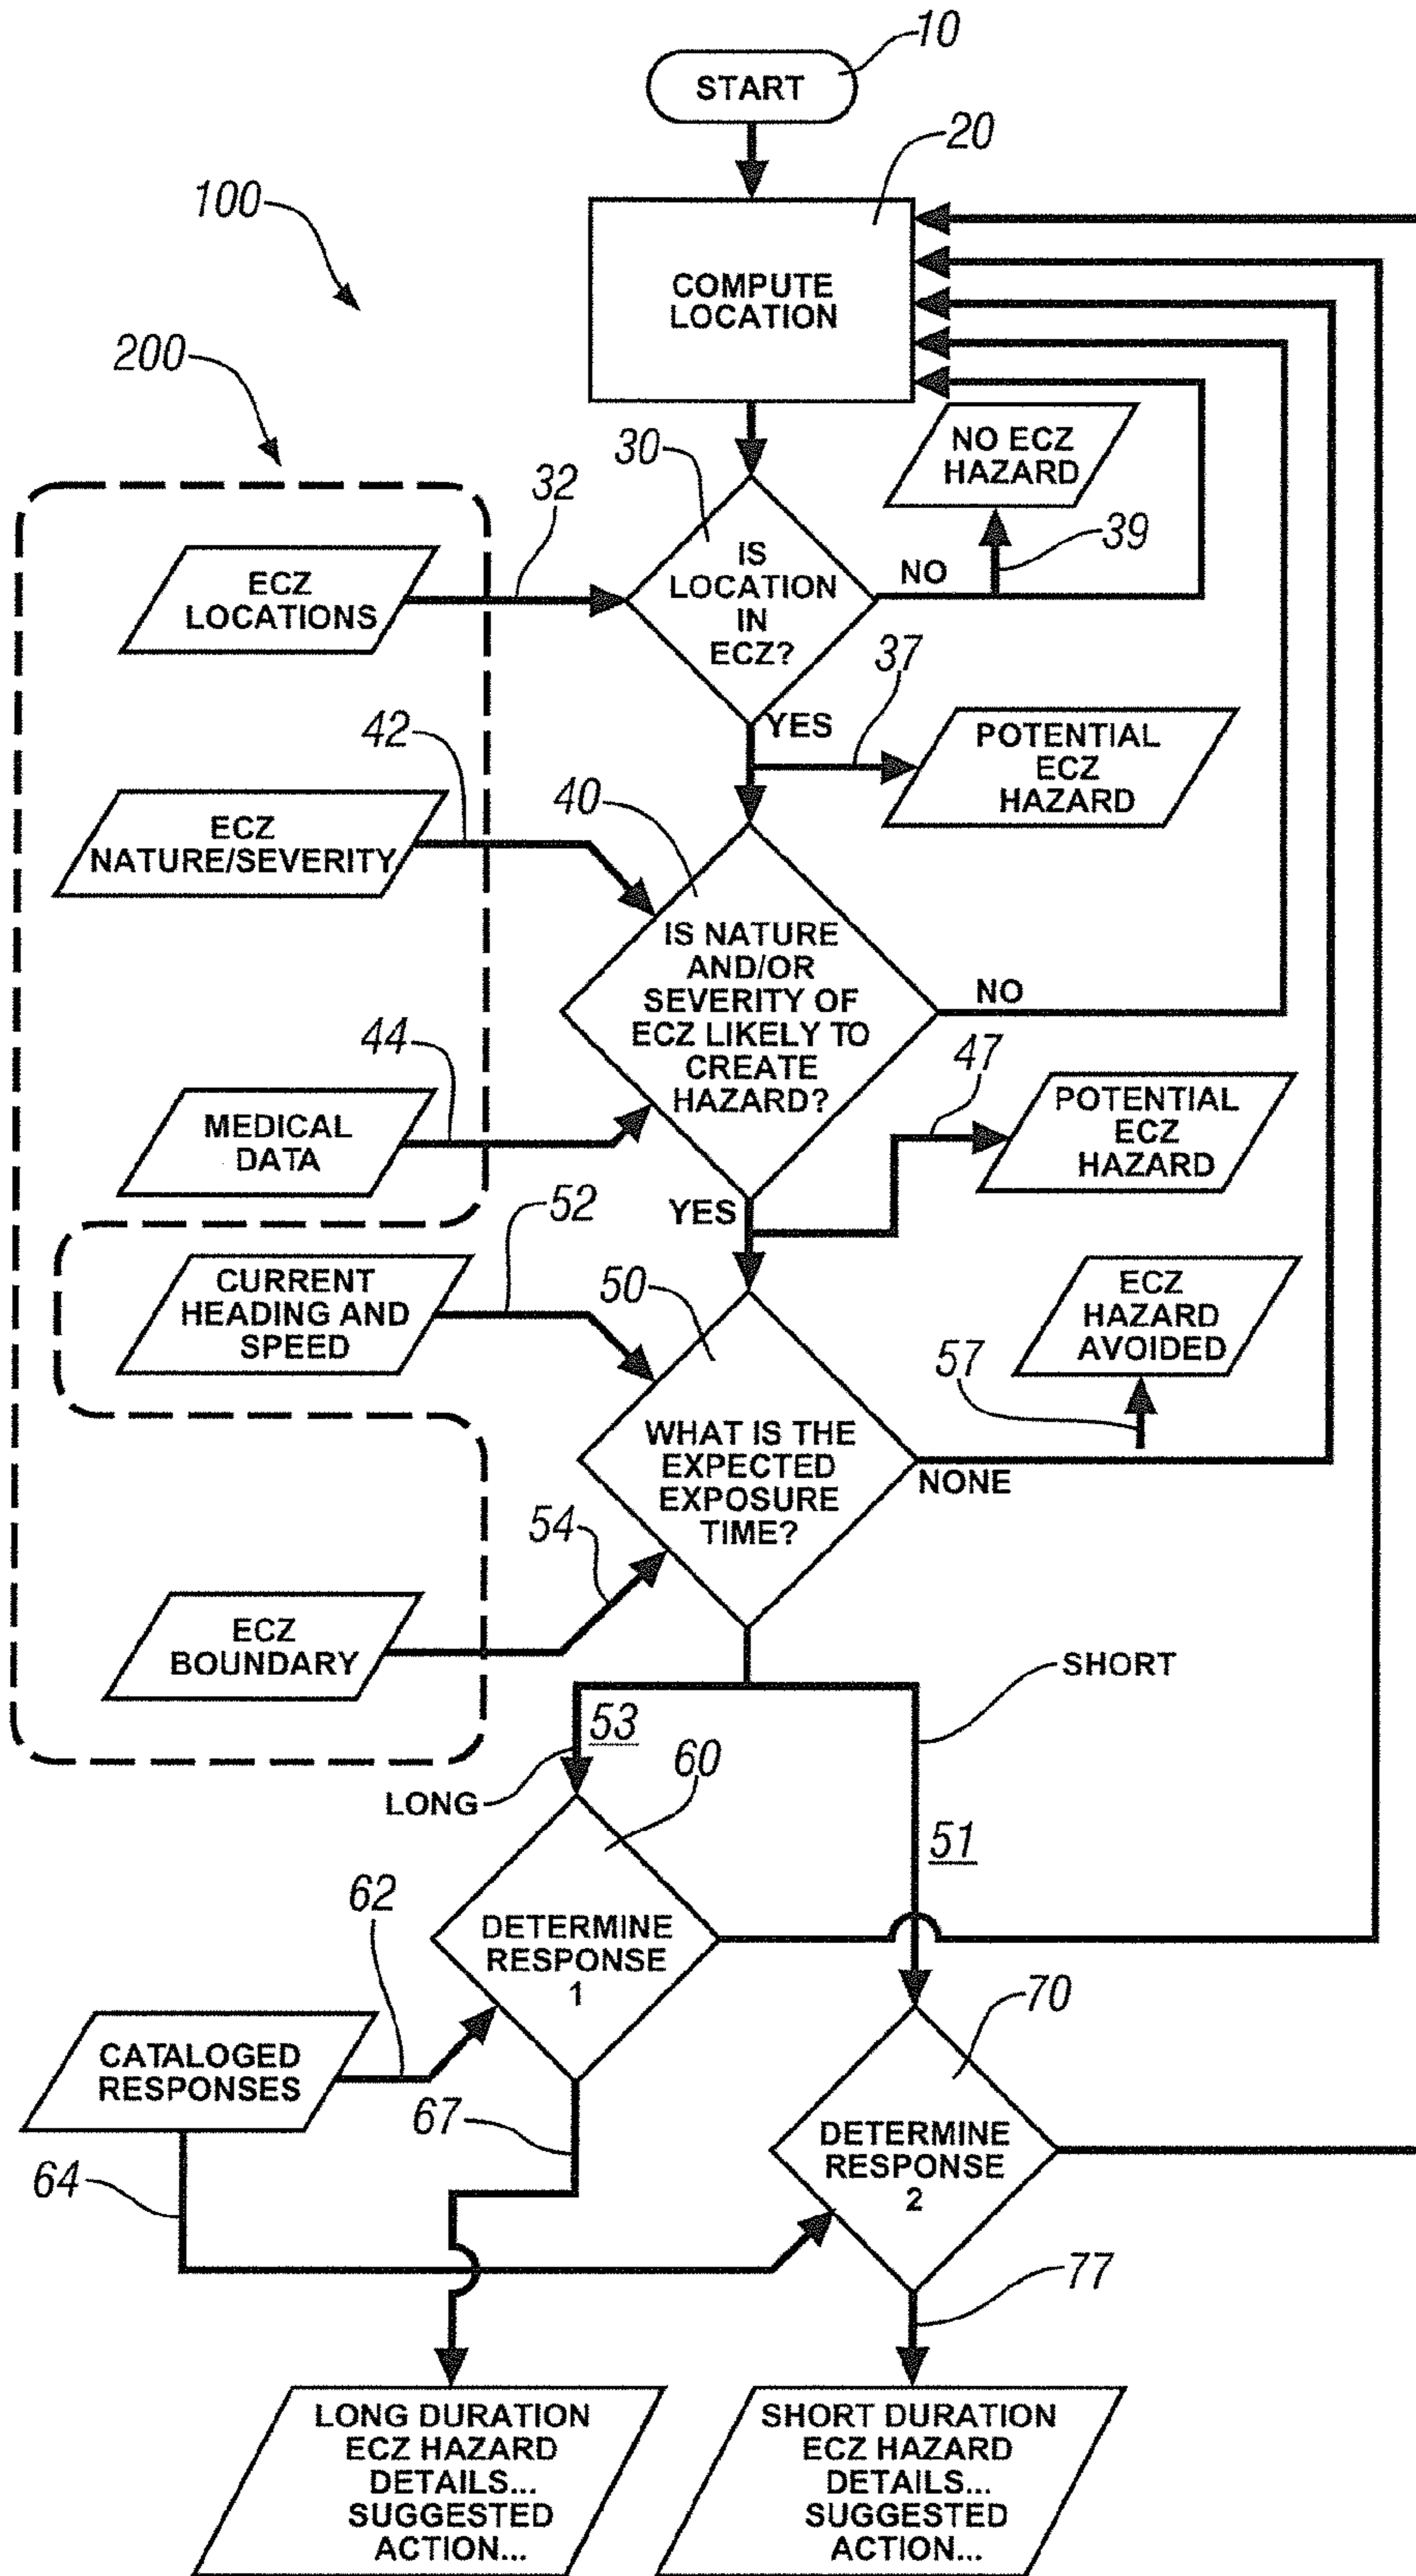 10
START
20
100
COMPUTE
LOCATION
200
30
NO ECZ
HAZARD
32
39
IS
LOCATION
IN
ECZ?
NO
ECZ
LOCATIONS
37
YES
POTENTIAL
ECZ
HAZARD
42
40
ECZ
NATURE/SEVERITY
IS NATURE
AND/OR
SEVERITY OF
ECZ LIKELY TO
CREATE
HAZARD?
NO
44
47
MEDICAL
DATA
POTENTIAL
ECZ
HAZARD
YES
52
50
CURRENT
HEADING AND
SPEED
ECZ
HAZARD
AVOIDED
57
WHAT IS THE
EXPECTED
EXPOSURE
TIME?
NONE
54
ECZ
BOUNDARY
SHORT
53
60
LONG
51
62
DETERMINE
RESPONSE
1
70
CATALOGED
RESPONSES
67
DETERMINE
RESPONSE
2
64
77
LONG DURATION
ECZ HAZARD
DETAILS...
SUGGESTED
ACTION...
SHORT DURATION
ECZ HAZARD
DETAILS...
SUGGESTED
ACTION...